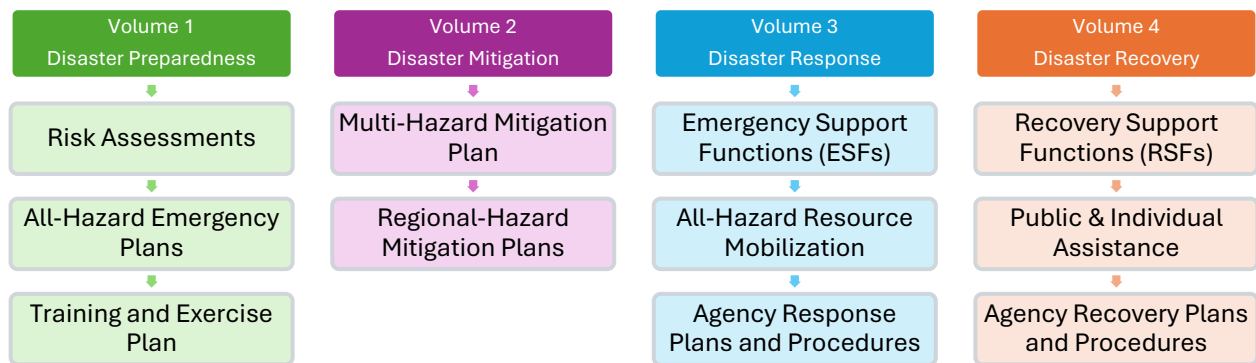 Volume 1
Disaster Preparedness
Risk Assessments
All-Hazard Emergency
Plans
Training and Exercise
Plan
Volume 2
Disaster Mitigation
Multi-Hazard Mitigation
Plan
Regional-Hazard
Mitigation Plans
Volume 3
Disaster Response
Emergency Support
Functions (ESFs)
All-Hazard Resource
Mobilization
Agency Response
Plans and Procedures
Volume 4
Disaster Recovery
Recovery Support
Functions (RSFs)
Public & Individual
Assistance
Agency Recovery Plans
and Procedures